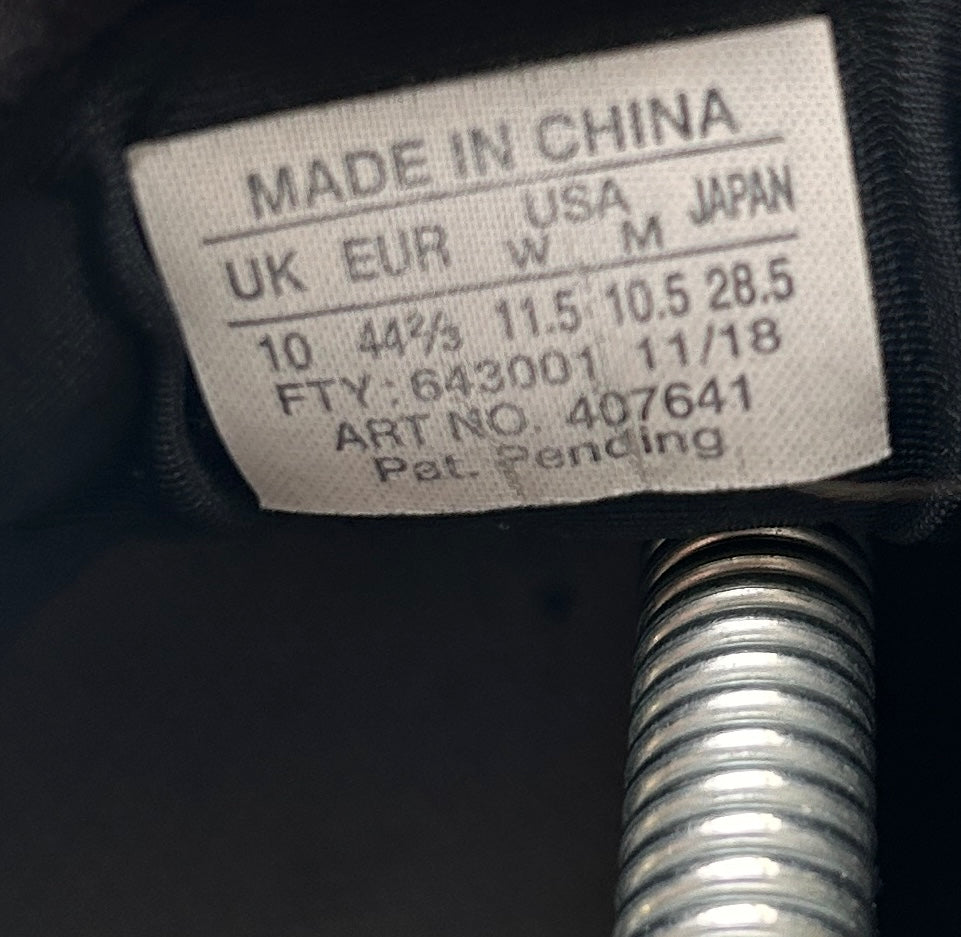 MADE IN CHINA
UK EUR USA JAPAN
W M
10 44⅔ 11.5 10.5 28.5
FTY: 643001 11/18
ART NO. 407641
Pat. Pending